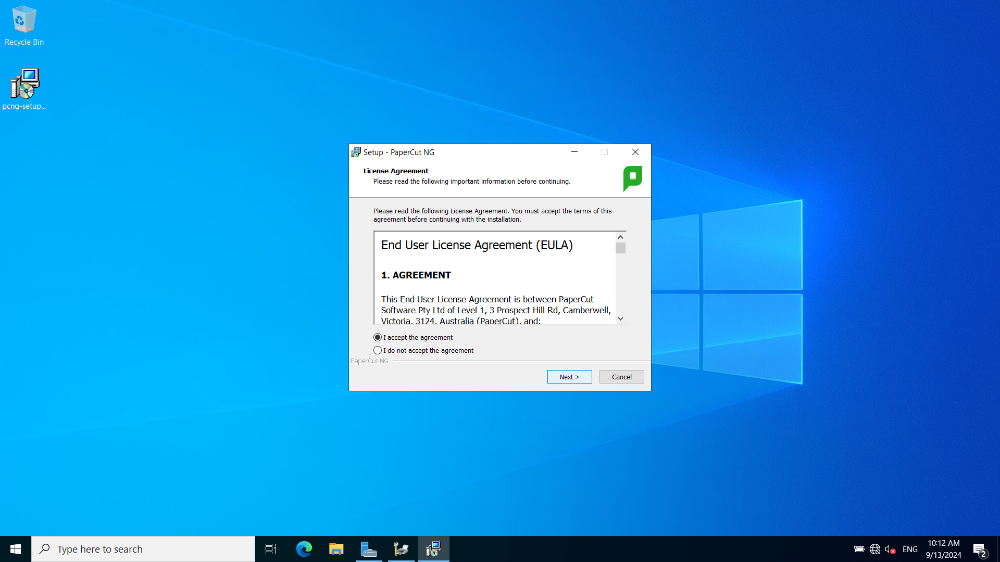 Recycle Bin
pcng-setup...
Setup - PaperCut NG
License Agreement
Please read the following important information before continuing.
Please read the following License Agreement. You must accept the terms of this
agreement before continuing with the installation.
End User License Agreement (EULA)
1. AGREEMENT
This End User License Agreement is between PaperCut
Software Pty Ltd of Level 1, 3 Prospect Hill Rd, Camberwell,
Victoria, 3124, Australia (PaperCut), and:
I accept the agreement
I do not accept the agreement
PaperCut NG
Next >
Cancel
Type here to search
ENG
10:12 AM
9/13/2024
2